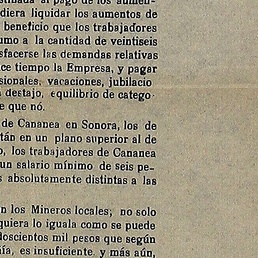 estinada al pago de los aumen-
diera liquidar los aumentos de
beneficio que los trabajadores
umo a la cantidad de veintiseis
sfacerse las demandas relativas
ce tiempo la Empresa, y pagar
sionales, vacaciones, jubilacio
destajo, equilibrio de catego-
e que nó.
de Cananea en Sonora, los de
tán en un plano superior al de
o, los trabajadores de Cananea
un salario mínimo de seis pe-
s absolutamente distintas a las
n los Mineros locales; no solo
quiera lo iguala como se puede
doscientos mil pesos que según
ía, es insuficiente. y más aún,